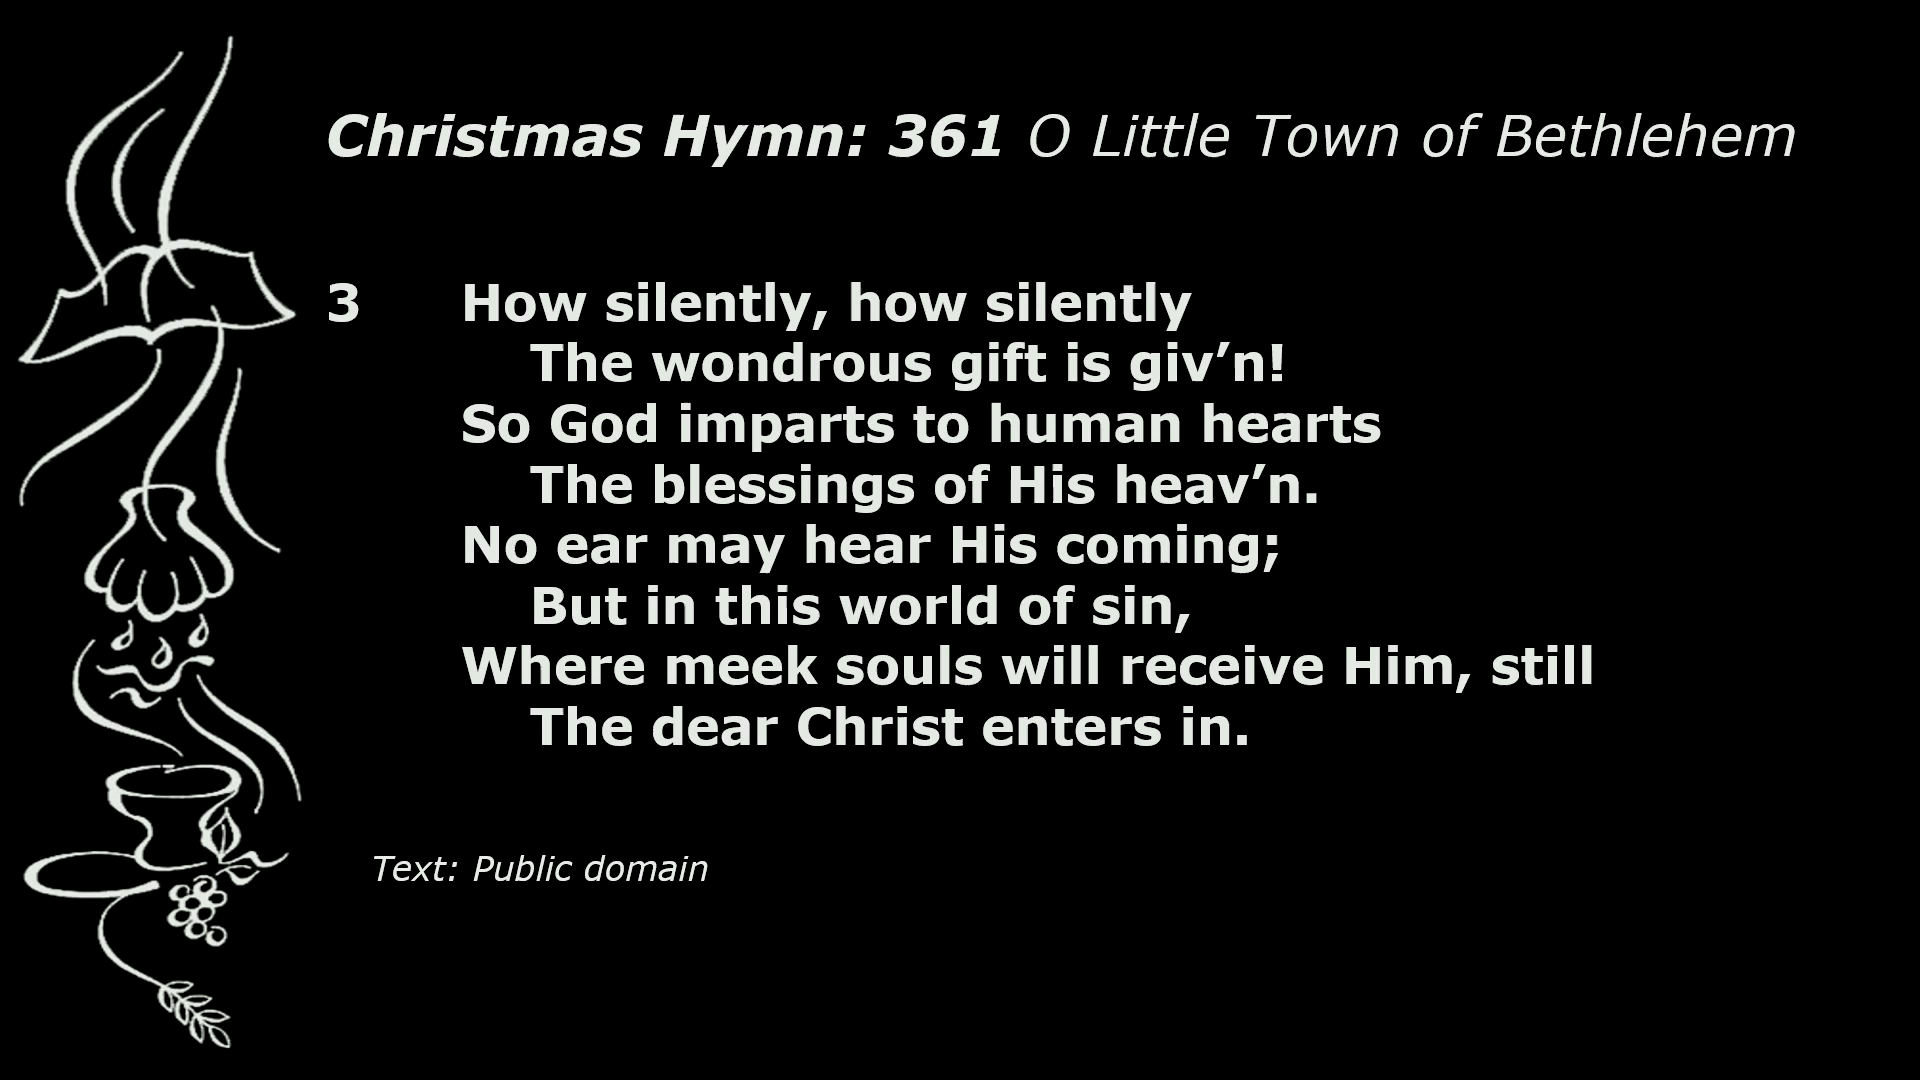 Christmas Hymn: 361 O Little Town of Bethlehem
3 How silently, how silently
The wondrous gift is giv’n!
So God imparts to human hearts
The blessings of His heav’n.
No ear may hear His coming;
But in this world of sin,
Where meek souls will receive Him, still
The dear Christ enters in.
Text: Public domain